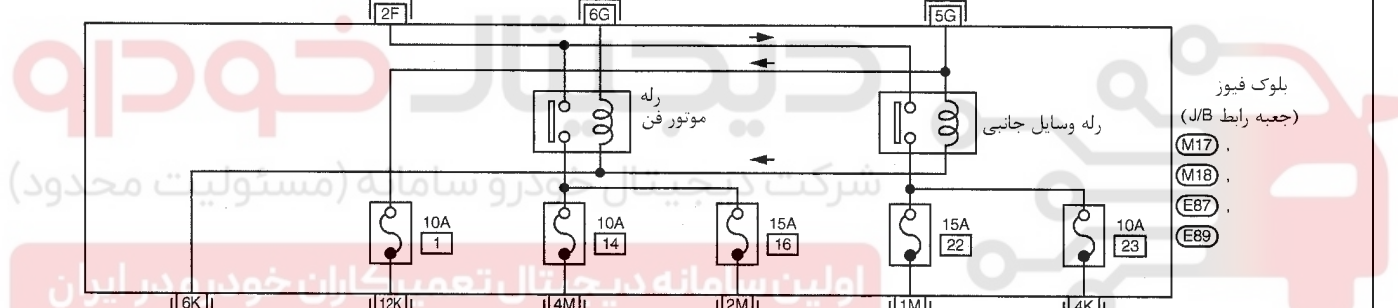 2F
6G
5G
دیجیتال خودرو
شرکت دیجیتال خودرو سامانه (مسئولیت محدود)
اولین سامانه دیجیتال تعمیرکاران خودرو در ایران
رله
موتور فن
رله وسایل جانبی
بلوک فیوز
(جعبه رابط J/B)
M17 ,
M18 ,
E87 ,
E89
10A
1
10A
14
15A
16
15A
22
10A
23
6K
12K
4M
2M
1M
4K